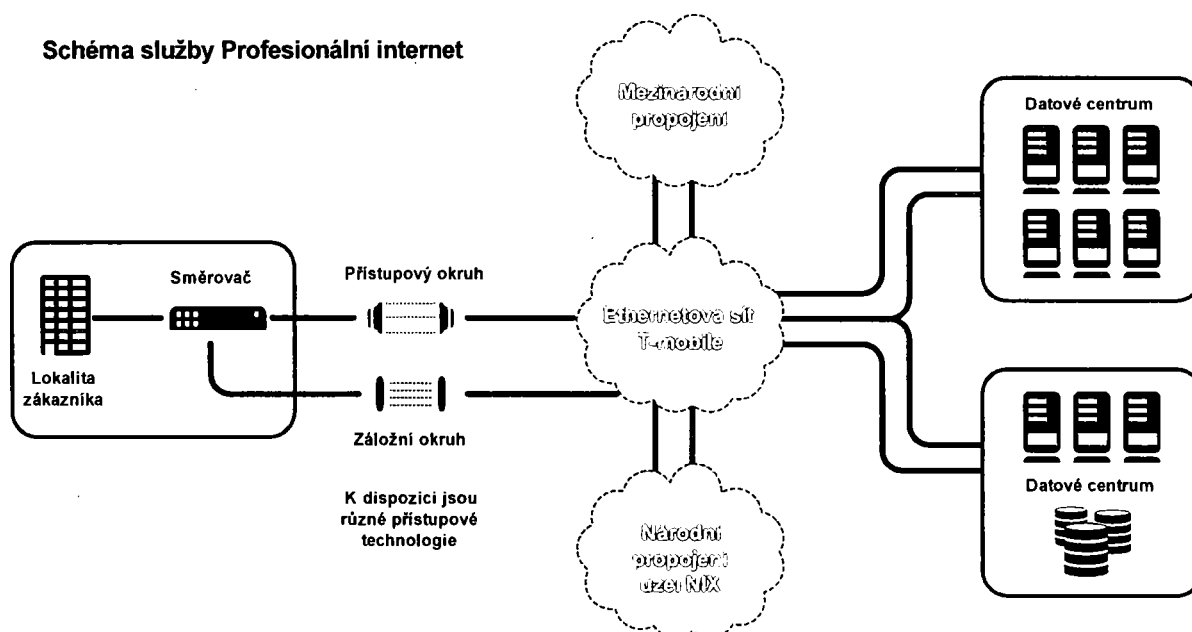 Schéma služby Profesionální internet
Mezinárodní
propojení
Datové centrum
Směrovač
Přístupový okruh
Ethernetova síť
T-mobile
Lokalita
zákazníka
Záložní okruh
K dispozici jsou
různé přístupové
technologie
Národní
propojení
uzel NIX
Datové centrum